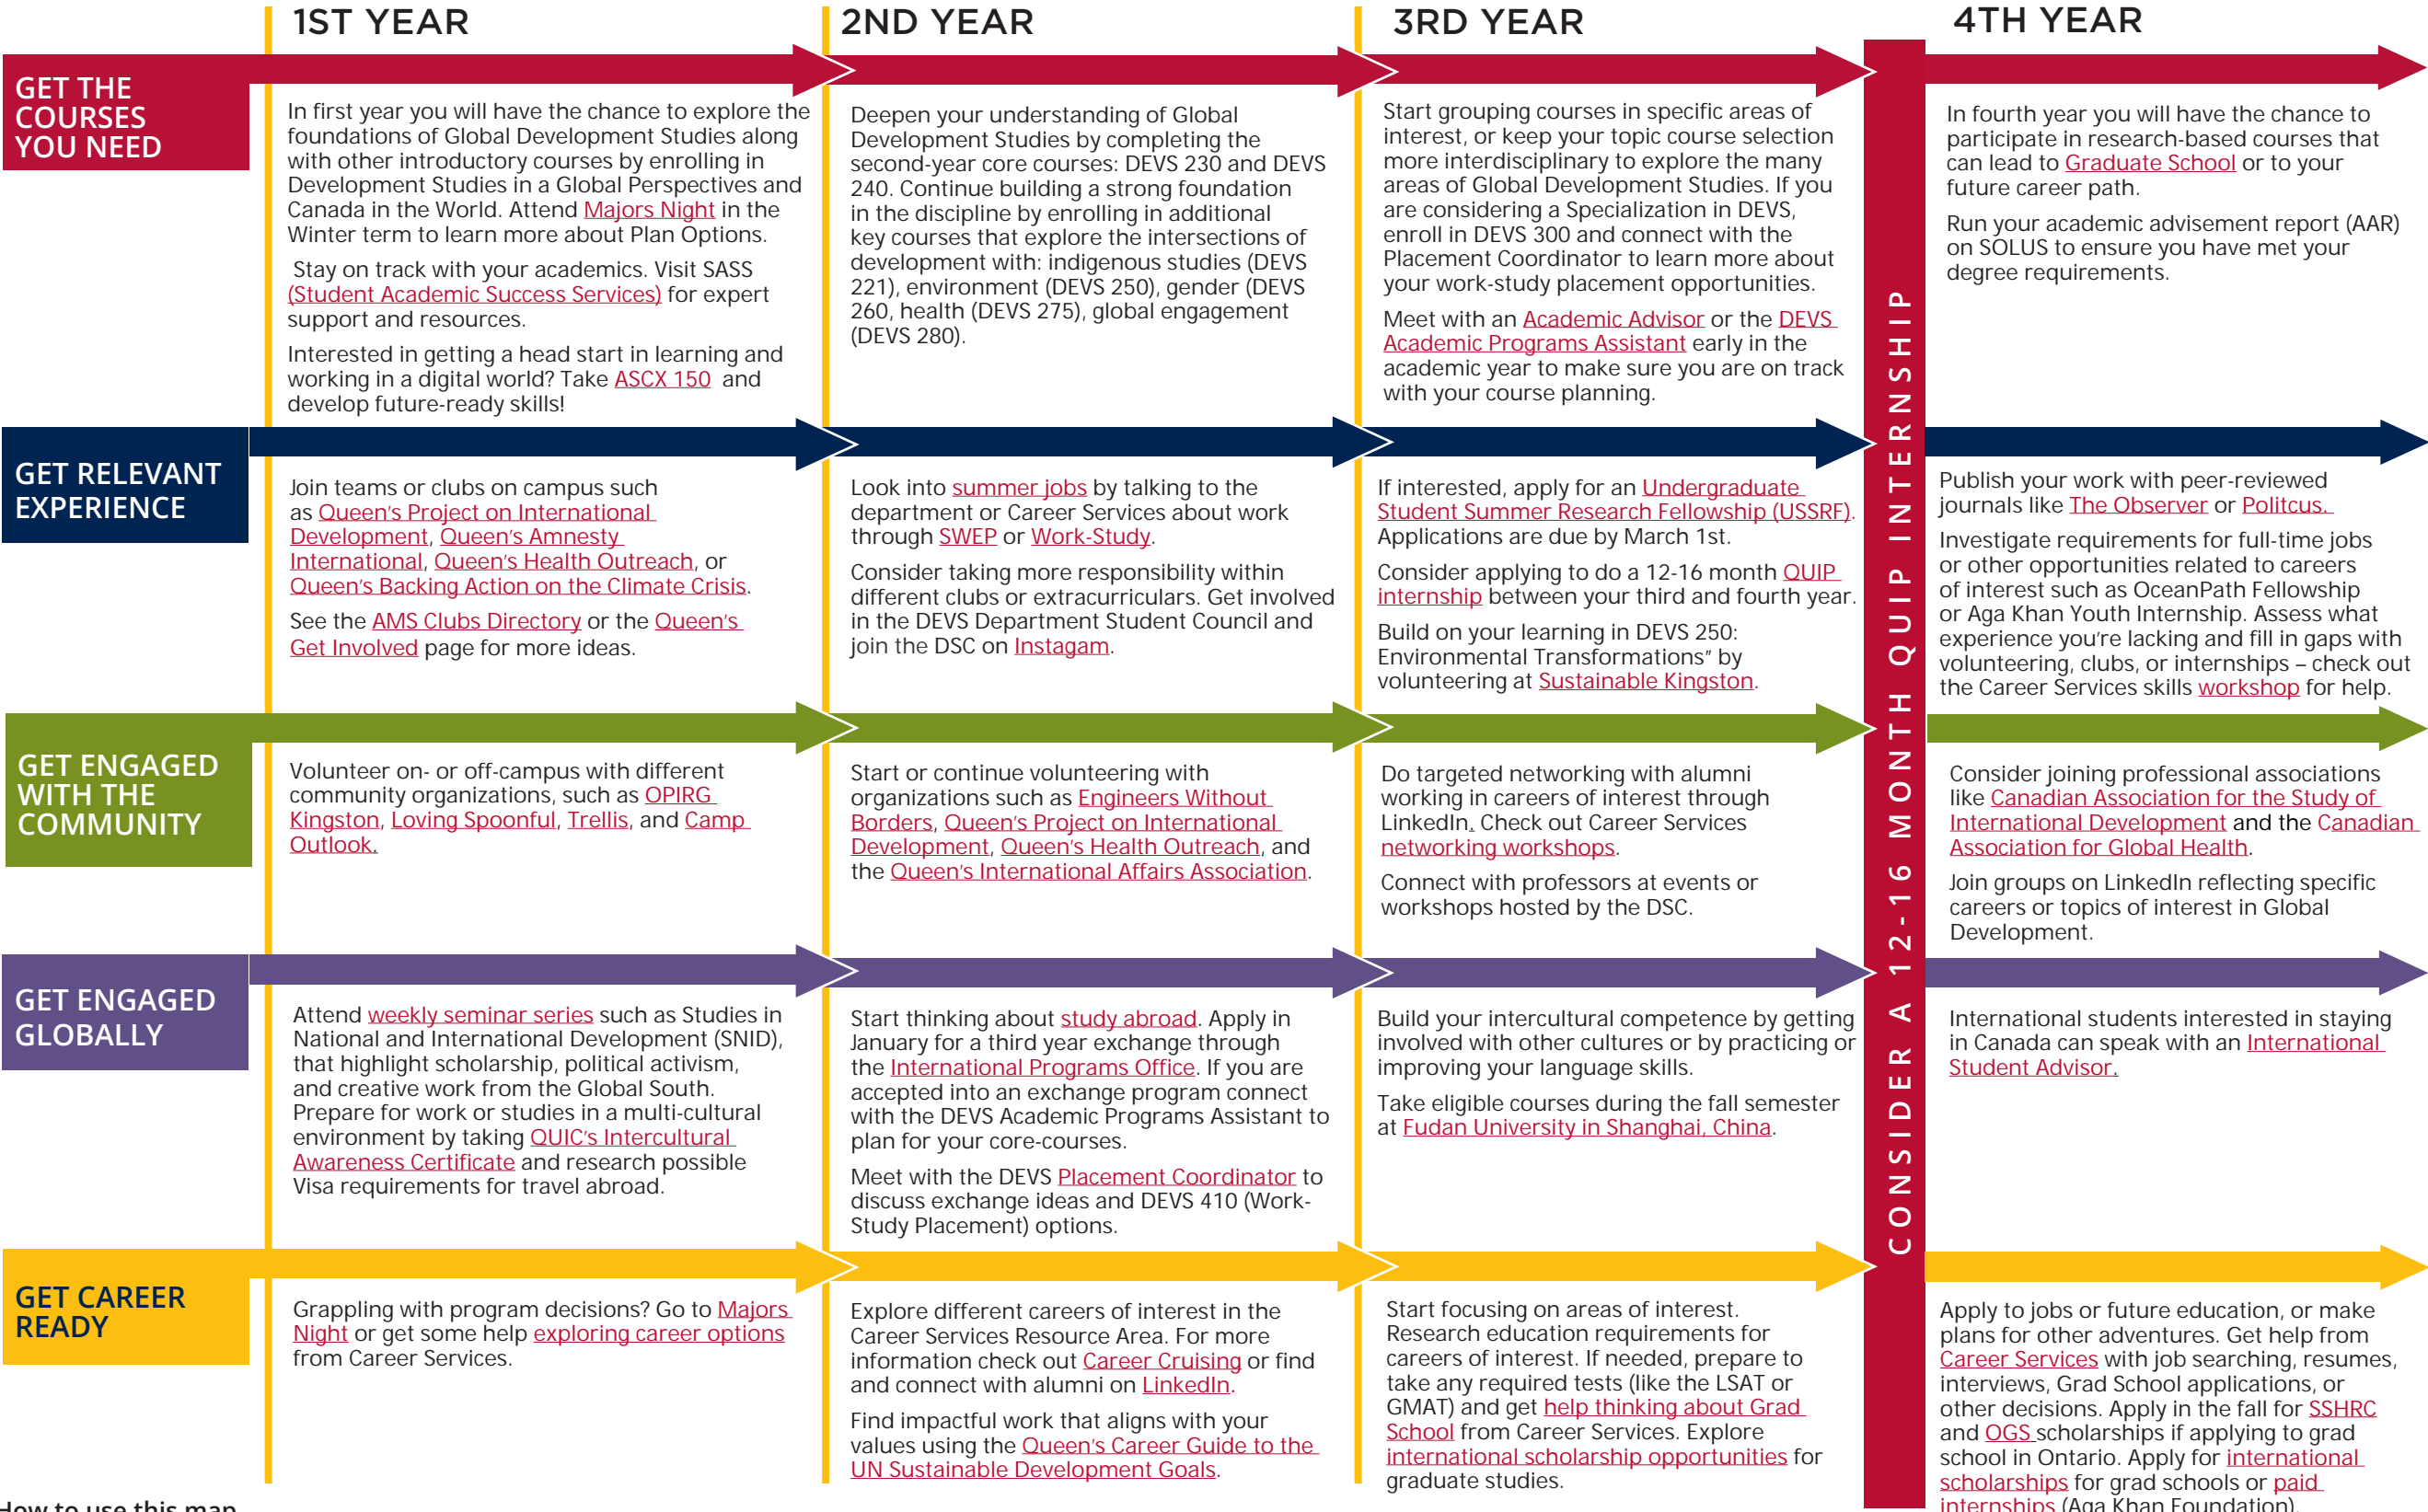 1ST YEAR
2ND YEAR
3RD YEAR
4TH YEAR
GET THE
COURSES
YOU NEED
In first year you will have the chance to explore the
foundations of Global Development Studies along
with other introductory courses by enrolling in
Development Studies in a Global Perspectives and
Canada in the World. Attend Majors Night in the
Winter term to learn more about Plan Options.
Stay on track with your academics. Visit SASS
(Student Academic Success Services) for expert
support and resources.
Interested in getting a head start in learning and
working in a digital world? Take ASCX 150 and
develop future-ready skills!
Deepen your understanding of Global
Development Studies by completing the
second-year core courses: DEVS 230 and DEVS
240. Continue building a strong foundation
in the discipline by enrolling in additional
key courses that explore the intersections of
development with: indigenous studies (DEVS
221), environment (DEVS 250), gender (DEVS
260, health (DEVS 275), global engagement
(DEVS 280).
Start grouping courses in specific areas of
interest, or keep your topic course selection
more interdisciplinary to explore the many
areas of Global Development Studies. If you
are considering a Specialization in DEVS,
enroll in DEVS 300 and connect with the
Placement Coordinator to learn more about
your work-study placement opportunities.
Meet with an Academic Advisor or the DEVS
Academic Programs Assistant early in the
academic year to make sure you are on track
with your course planning.
In fourth year you will have the chance to
participate in research-based courses that
can lead to Graduate School or to your
future career path.
Run your academic advisement report (AAR)
on SOLUS to ensure you have met your
degree requirements.
CONSIDER A 12-16 MONTH QUIP INTERNSHIP
GET RELEVANT
EXPERIENCE
Join teams or clubs on campus such
as Queen's Project on International
Development, Queen's Amnesty
International, Queen's Health Outreach, or
Queen's Backing Action on the Climate Crisis.
See the AMS Clubs Directory or the Queen's
Get Involved page for more ideas.
Look into summer jobs by talking to the
department or Career Services about work
through SWEP or Work-Study.
Consider taking more responsibility within
different clubs or extracurriculars. Get involved
in the DEVS Department Student Council and
join the DSC on Instagam.
If interested, apply for an Undergraduate
Student Summer Research Fellowship (USSRF).
Applications are due by March 1st.
Consider applying to do a 12-16 month QUIP
internship between your third and fourth year.
Build on your learning in DEVS 250:
Environmental Transformations” by
volunteering at Sustainable Kingston.
Publish your work with peer-reviewed
journals like The Observer or Politcus.
Investigate requirements for full-time jobs
or other opportunities related to careers
of interest such as OceanPath Fellowship
or Aga Khan Youth Internship. Assess what
experience you're lacking and fill in gaps with
volunteering, clubs, or internships – check out
the Career Services skills workshop for help.
GET ENGAGED
WITH THE
COMMUNITY
Volunteer on- or off-campus with different
community organizations, such as OPIRG
Kingston, Loving Spoonful, Trellis, and Camp
Outlook.
Start or continue volunteering with
organizations such as Engineers Without
Borders, Queen's Project on International
Development, Queen's Health Outreach, and
the Queen's International Affairs Association.
Do targeted networking with alumni
working in careers of interest through
LinkedIn. Check out Career Services
networking workshops.
Connect with professors at events or
workshops hosted by the DSC.
Consider joining professional associations
like Canadian Association for the Study of
International Development and the Canadian
Association for Global Health.
Join groups on LinkedIn reflecting specific
careers or topics of interest in Global
Development.
GET ENGAGED
GLOBALLY
Attend weekly seminar series such as Studies in
National and International Development (SNID),
that highlight scholarship, political activism,
and creative work from the Global South.
Prepare for work or studies in a multi-cultural
environment by taking QUIC's Intercultural
Awareness Certificate and research possible
Visa requirements for travel abroad.
Start thinking about study abroad. Apply in
January for a third year exchange through
the International Programs Office. If you are
accepted into an exchange program connect
with the DEVS Academic Programs Assistant to
plan for your core-courses.
Meet with the DEVS Placement Coordinator to
discuss exchange ideas and DEVS 410 (Work-
Study Placement) options.
Build your intercultural competence by getting
involved with other cultures or by practicing or
improving your language skills.
Take eligible courses during the fall semester
at Fudan University in Shanghai, China.
International students interested in staying
in Canada can speak with an International
Student Advisor.
GET CAREER
READY
Grappling with program decisions? Go to Majors
Night or get some help exploring career options
from Career Services.
Explore different careers of interest in the
Career Services Resource Area. For more
information check out Career Cruising or find
and connect with alumni on LinkedIn.
Find impactful work that aligns with your
values using the Queen's Career Guide to the
UN Sustainable Development Goals.
Start focusing on areas of interest.
Research education requirements for
careers of interest. If needed, prepare to
take any required tests (like the LSAT or
GMAT) and get help thinking about Grad
School from Career Services. Explore
international scholarship opportunities for
graduate studies.
Apply to jobs or future education, or make
plans for other adventures. Get help from
Career Services with job searching, resumes,
interviews, Grad School applications, or
other decisions. Apply in the fall for SSHRC
and OGS scholarships if applying to grad
school in Ontario. Apply for international
scholarships for grad schools or paid
internships (Aga Khan Foundation).
How to use this map